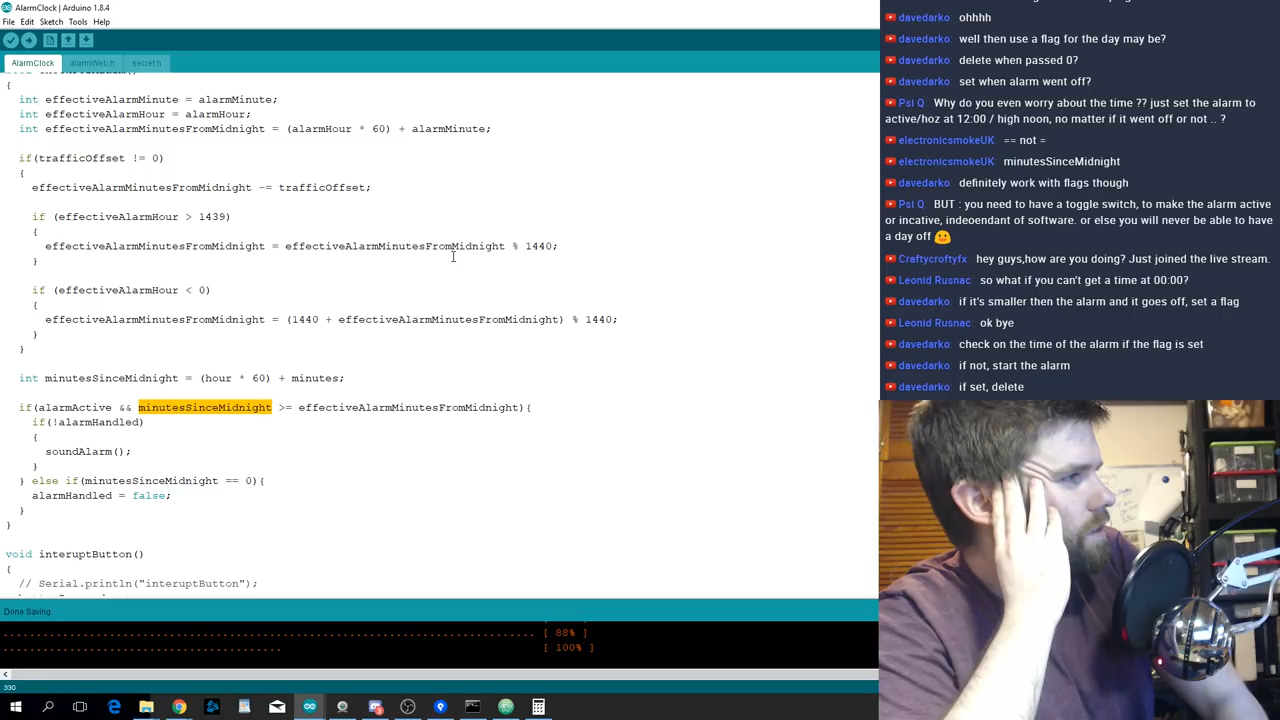 AlarmClock | Arduino 1.8.4
File Edit Sketch Tools Help
AlarmClock alarmWeb.h secret.h
{
int effectiveAlarmMinute = alarmMinute;
int effectiveAlarmHour = alarmHour;
int effectiveAlarmMinutesFromMidnight = (alarmHour * 60) + alarmMinute;
if(trafficOffset != 0)
{
effectiveAlarmMinutesFromMidnight -= trafficOffset;
if (effectiveAlarmHour > 1439)
{
effectiveAlarmMinutesFromMidnight = effectiveAlarmMinutesFromMidnight % 1440;
}
if (effectiveAlarmHour < 0)
{
effectiveAlarmMinutesFromMidnight = (1440 + effectiveAlarmMinutesFromMidnight) % 1440;
}
}
int minutesSinceMidnight = (hour * 60) + minutes;
if(alarmActive && minutesSinceMidnight >= effectiveAlarmMinutesFromMidnight){
if(!alarmHandled)
{
soundAlarm();
}
} else if(minutesSinceMidnight == 0){
alarmHandled = false;
}
}
void interuptButton()
{
// Serial.println("interuptButton");
Done Saving.
[ 88% ]
[ 100% ]
330
davedarko ohhhh
davedarko well then use a flag for the day may be?
davedarko delete when passed 0?
davedarko set when alarm went off?
Psi Q Why do you even worry about the time ?? just set the alarm to
active/hoz at 12:00 / high noon, no matter if it went off or not .. ?
electronicsmokeUK == not =
electronicsmokeUK minutesSinceMidnight
davedarko definitely work with flags though
Psi Q BUT : you need to have a toggle switch, to make the alarm active
or incative, indeoendant of software. or else you will never be able to have
a day off
Craftycroftyfx hey guys,how are you doing? Just joined the live stream.
Leonid Rusnac so what if you can't get a time at 00:00?
davedarko if it's smaller then the alarm and it goes off, set a flag
Leonid Rusnac ok bye
davedarko check on the time of the alarm if the flag is set
davedarko if not, start the alarm
davedarko if set, delete